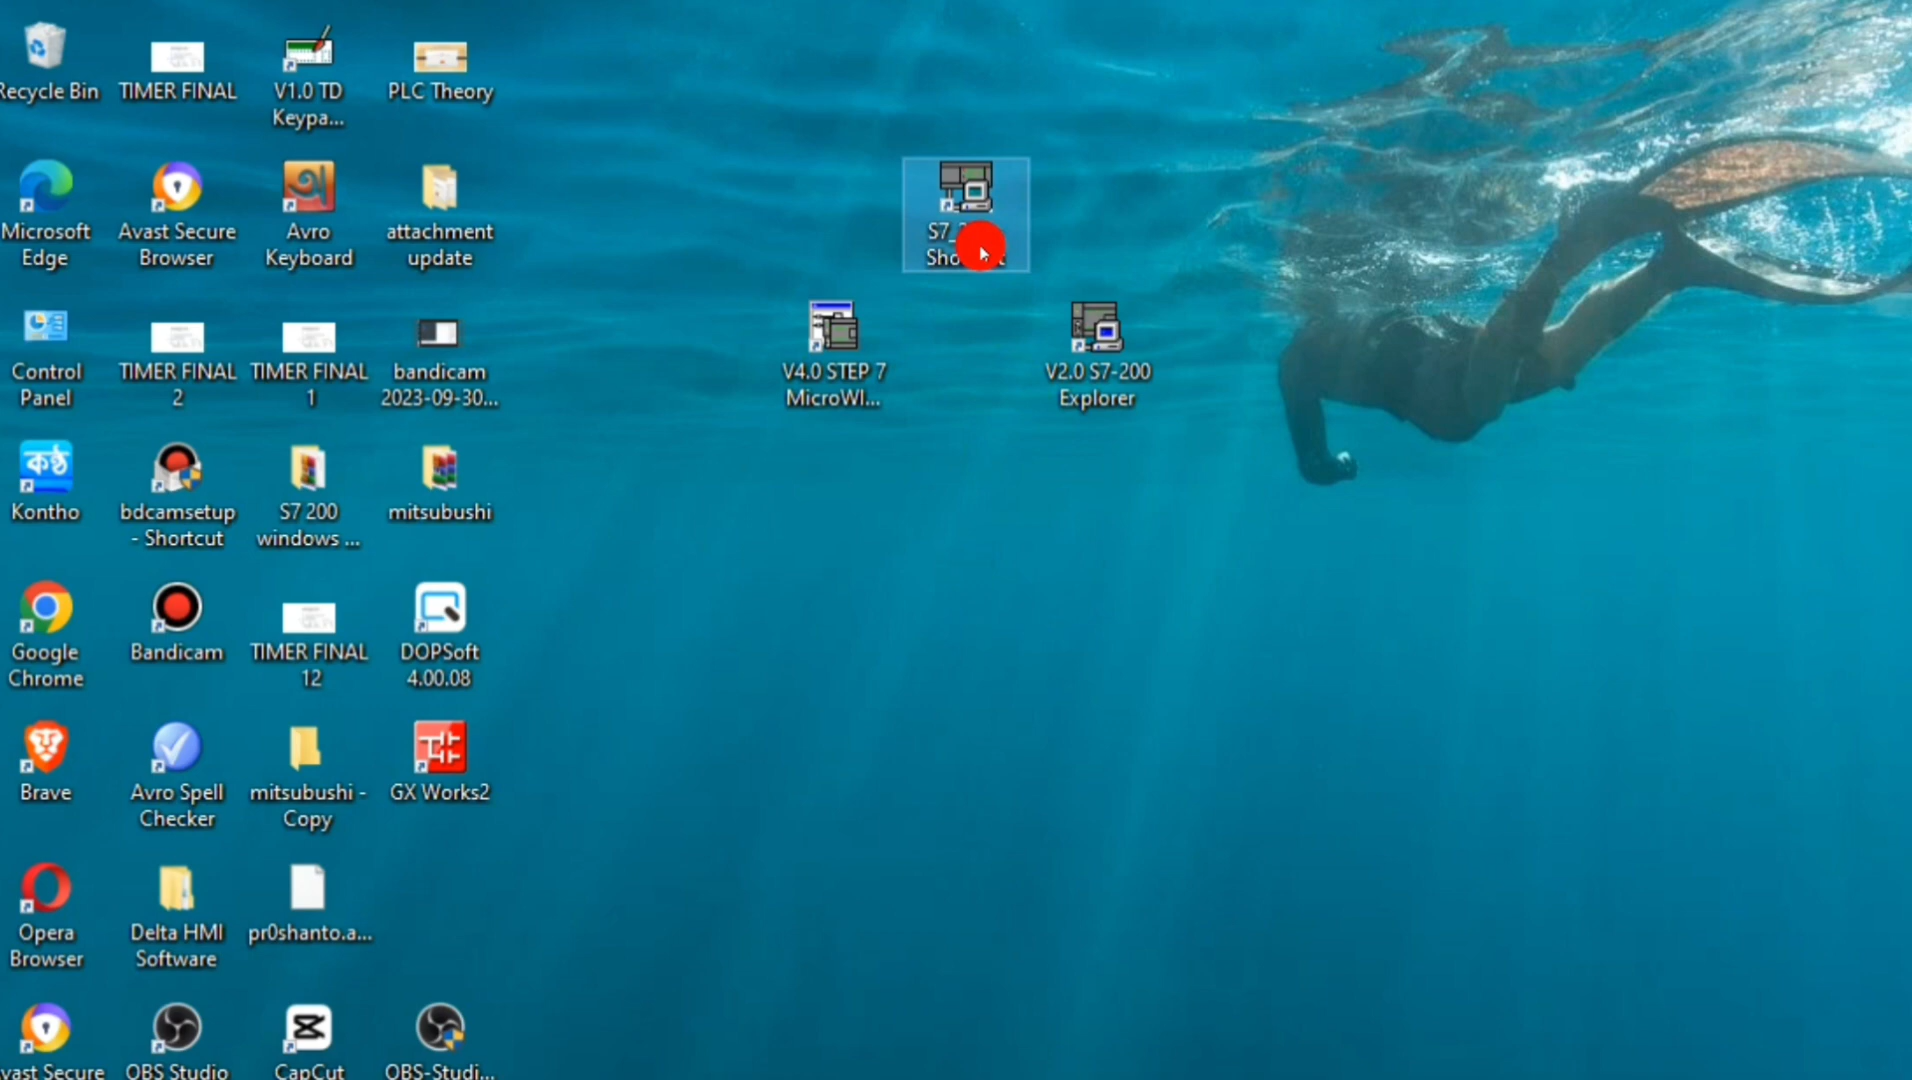 Recycle Bin
TIMER FINAL
V1.0 TD
Keypa...
PLC Theory
Microsoft
Edge
Avast Secure
Browser
Avro
Keyboard
attachment
update
Control
Panel
TIMER FINAL
2
TIMER FINAL
1
bandicam
2023-09-30...
V4.0 STEP 7
MicroWI...
V2.0 S7-200
Explorer
কণ্ঠ
Kontho
bdcamsetup
- Shortcut
S7 200
windows ...
mitsubushi
Google
Chrome
Bandicam
TIMER FINAL
12
DOPSoft
4.00.08
Brave
Avro Spell
Checker
mitsubushi -
Copy
GX Works2
Opera
Browser
Delta HMI
Software
pr0shanto.a...
vast Secure
OBS Studio
CapCut
OBS-Studi...